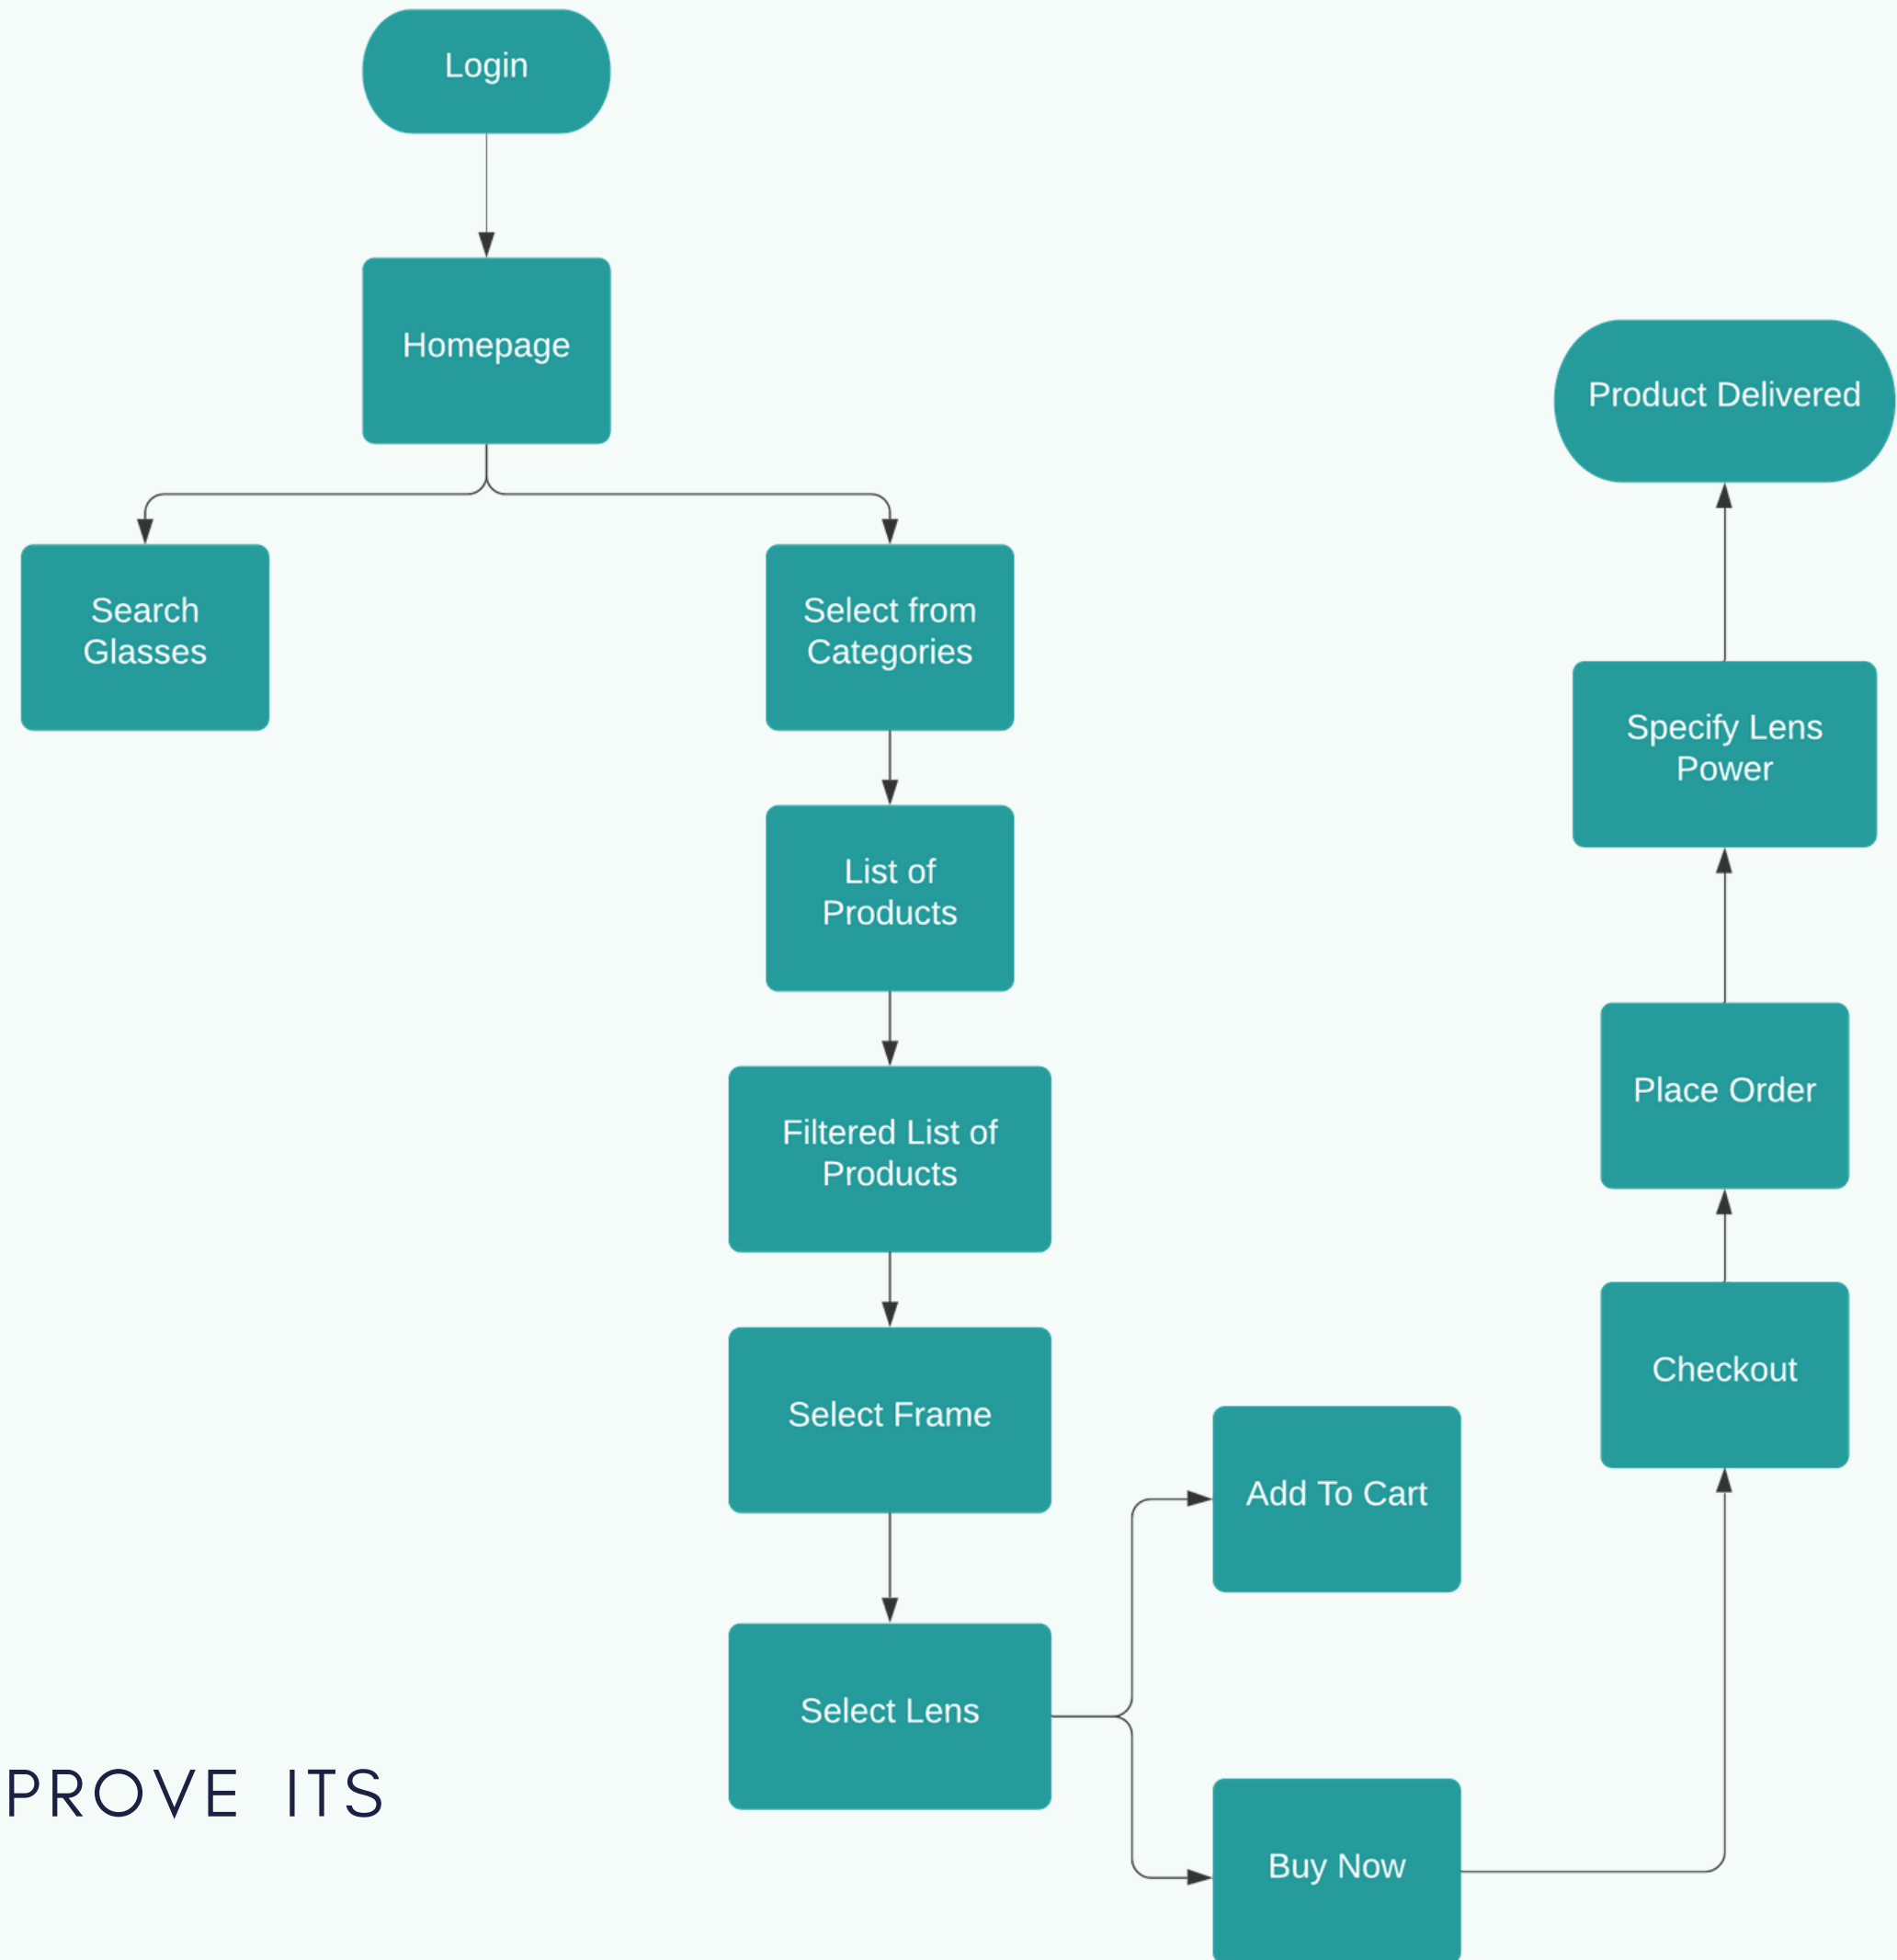 Login
Homepage
Search
Glasses
Select from
Categories
List of
Products
Filtered List of
Products
Select Frame
Select Lens
Add To Cart
Buy Now
Checkout
Place Order
Specify Lens
Power
Product Delivered
PROVE ITS